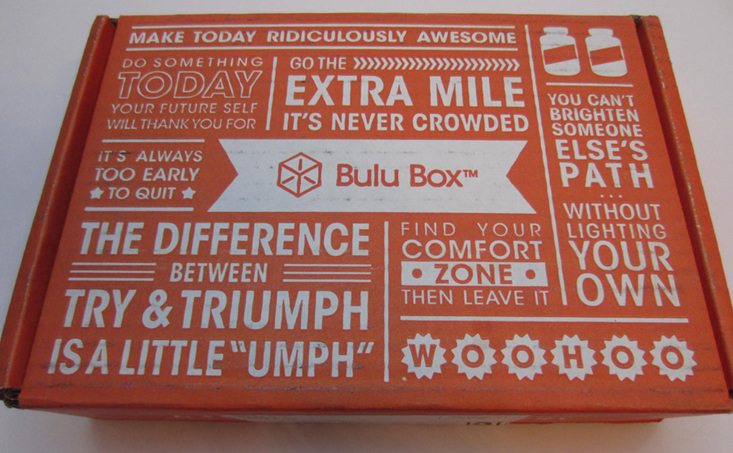 MAKE TODAY RIDICULOUSLY AWESOME
DO SOMETHING
TODAY
YOUR FUTURE SELF
WILL THANK YOU FOR
GO THE
EXTRA MILE
IT'S NEVER CROWDED
YOU CAN'T
BRIGHTEN
SOMEONE
ELSE'S
PATH
...
WITHOUT
LIGHTING
YOUR
OWN
IT'S ALWAYS
TOO EARLY
TO QUIT
Bulu Box™
THE DIFFERENCE
BETWEEN
TRY & TRIUMPH
IS A LITTLE "UMPH"
FIND YOUR
COMFORT
ZONE
THEN LEAVE IT
WOOHOO